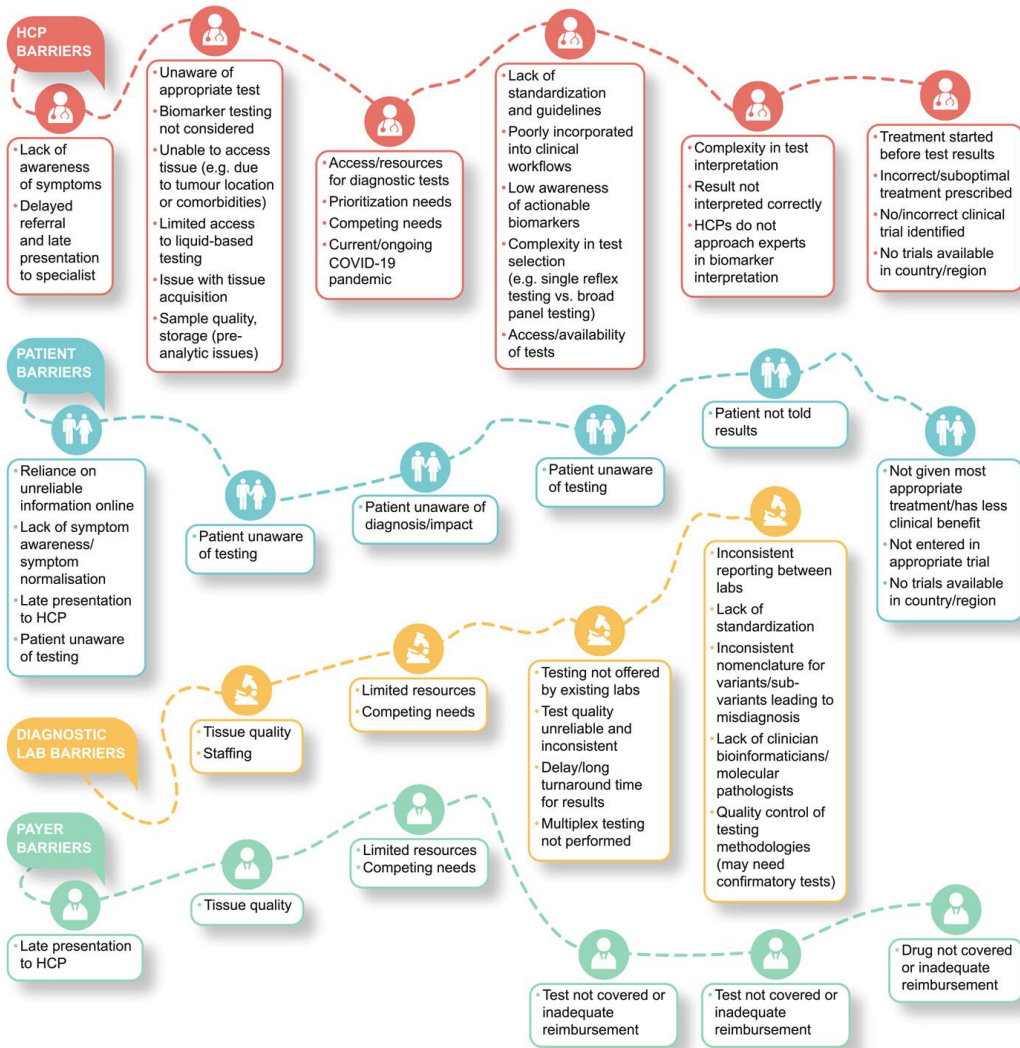 HCP
BARRIERS
• Lack of
awareness
of symptoms
• Delayed
referral
and late
presentation
to specialist
• Unaware of
appropriate test
• Biomarker testing
not considered
• Unable to access
tissue (e.g. due
to tumour location
or comorbidities)
• Limited access
to liquid-based
testing
• Issue with tissue
acquisition
• Sample quality,
storage (pre-
analytic issues)
• Access/resources
for diagnostic tests
• Prioritization needs
• Competing needs
• Current/ongoing
COVID-19
pandemic
• Lack of
standardization
and guidelines
• Poorly incorporated
into clinical
workflows
• Low awareness
of actionable
biomarkers
• Complexity in test
selection
(e.g. single reflex
testing vs. broad
panel testing)
• Access/availability
of tests
• Complexity in test
interpretation
• Result not
interpreted correctly
• HCPs do not
approach experts
in biomarker
interpretation
• Treatment started
before test results
• Incorrect/suboptimal
treatment prescribed
• No/incorrect clinical
trial identified
• No trials available
in country/region
PATIENT
BARRIERS
• Reliance on
unreliable
information online
• Lack of symptom
awareness/
symptom
normalisation
• Late presentation
to HCP
• Patient unaware
of testing
• Patient unaware
of testing
• Patient unaware of
diagnosis/impact
• Patient unaware
of testing
• Patient not told
results
• Not given most
appropriate
treatment/has less
clinical benefit
• Not entered in
appropriate trial
• No trials available
in country/region
DIAGNOSTIC
LAB BARRIERS
• Tissue quality
• Staffing
• Limited resources
• Competing needs
• Testing not offered
by existing labs
• Test quality
unreliable and
inconsistent
• Delay/long
turnaround time
for results
• Multiplex testing
not performed
• Inconsistent
reporting between
labs
• Lack of
standardization
• Inconsistent
nomenclature for
variants/sub-
variants leading to
misdiagnosis
• Lack of clinician
bioinformaticians/
molecular
pathologists
• Quality control of
testing
methodologies
(may need
confirmatory tests)
PAYER
BARRIERS
• Late presentation
to HCP
• Tissue quality
• Limited resources
• Competing needs
• Test not covered or
inadequate
reimbursement
• Test not covered or
inadequate
reimbursement
• Drug not covered
or inadequate
reimbursement